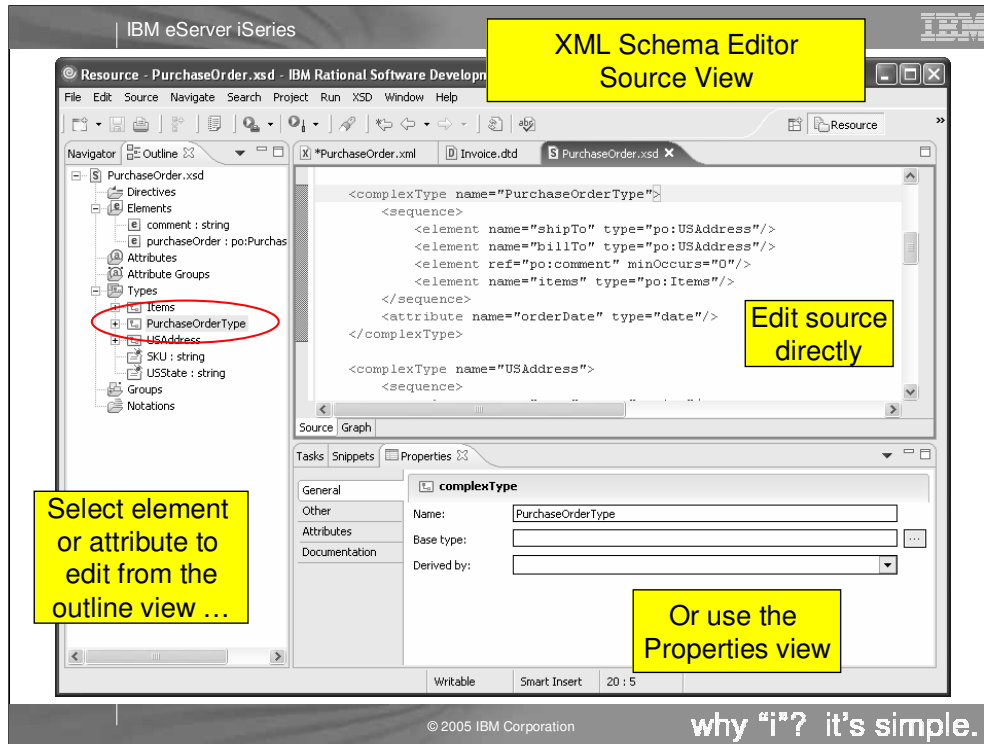 IBM eServer iSeries
IBM
XML Schema Editor
Source View
Resource - PurchaseOrder.xsd - IBM Rational Software Developm
File Edit Source Navigate Search Project Run XSD Window Help
Resource
Navigator Outline
*PurchaseOrder.xml Invoice.dtd PurchaseOrder.xsd
PurchaseOrder.xsd
Directives
Elements
comment : string
purchaseOrder : po:Purchas
Attributes
Attribute Groups
Types
Items
PurchaseOrderType
USAddress
SKU : string
USState : string
Groups
Notations
<complexType name="PurchaseOrderType">
<sequence>
<element name="shipTo" type="po:USAddress"/>
<element name="billTo" type="po:USAddress"/>
<element ref="po:comment" minOccurs="0"/>
<element name="items" type="po:Items"/>
</sequence>
<attribute name="orderDate" type="date"/>
</complexType>
<complexType name="USAddress">
<sequence>
Edit source
directly
Source Graph
Tasks Snippets Properties
General
Other
Attributes
Documentation
complexType
Name: PurchaseOrderType
Base type:
...
Derived by:
Select element
or attribute to
edit from the
outline view …
Or use the
Properties view
Writable Smart Insert 20 : 5
© 2005 IBM Corporation
why "i"? it's simple.